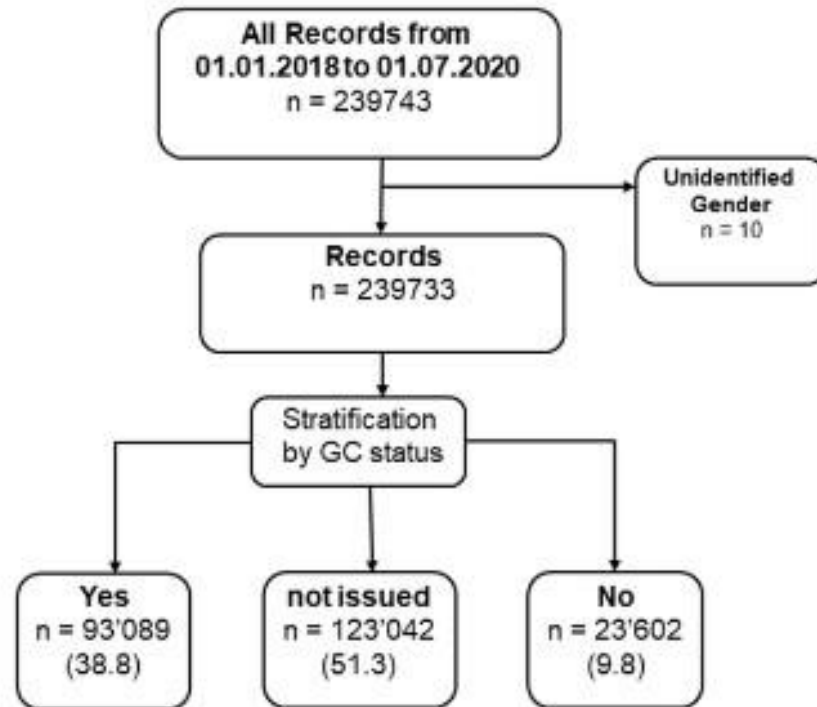 All Records from
01.01.2018 to 01.07.2020
n = 239743
Unidentified
Gender
n = 10
Records
n = 239733
Stratification
by GC status
Yes
n = 93’089
(38.8)
not issued
n = 123’042
(51.3)
No
n = 23’602
(9.8)